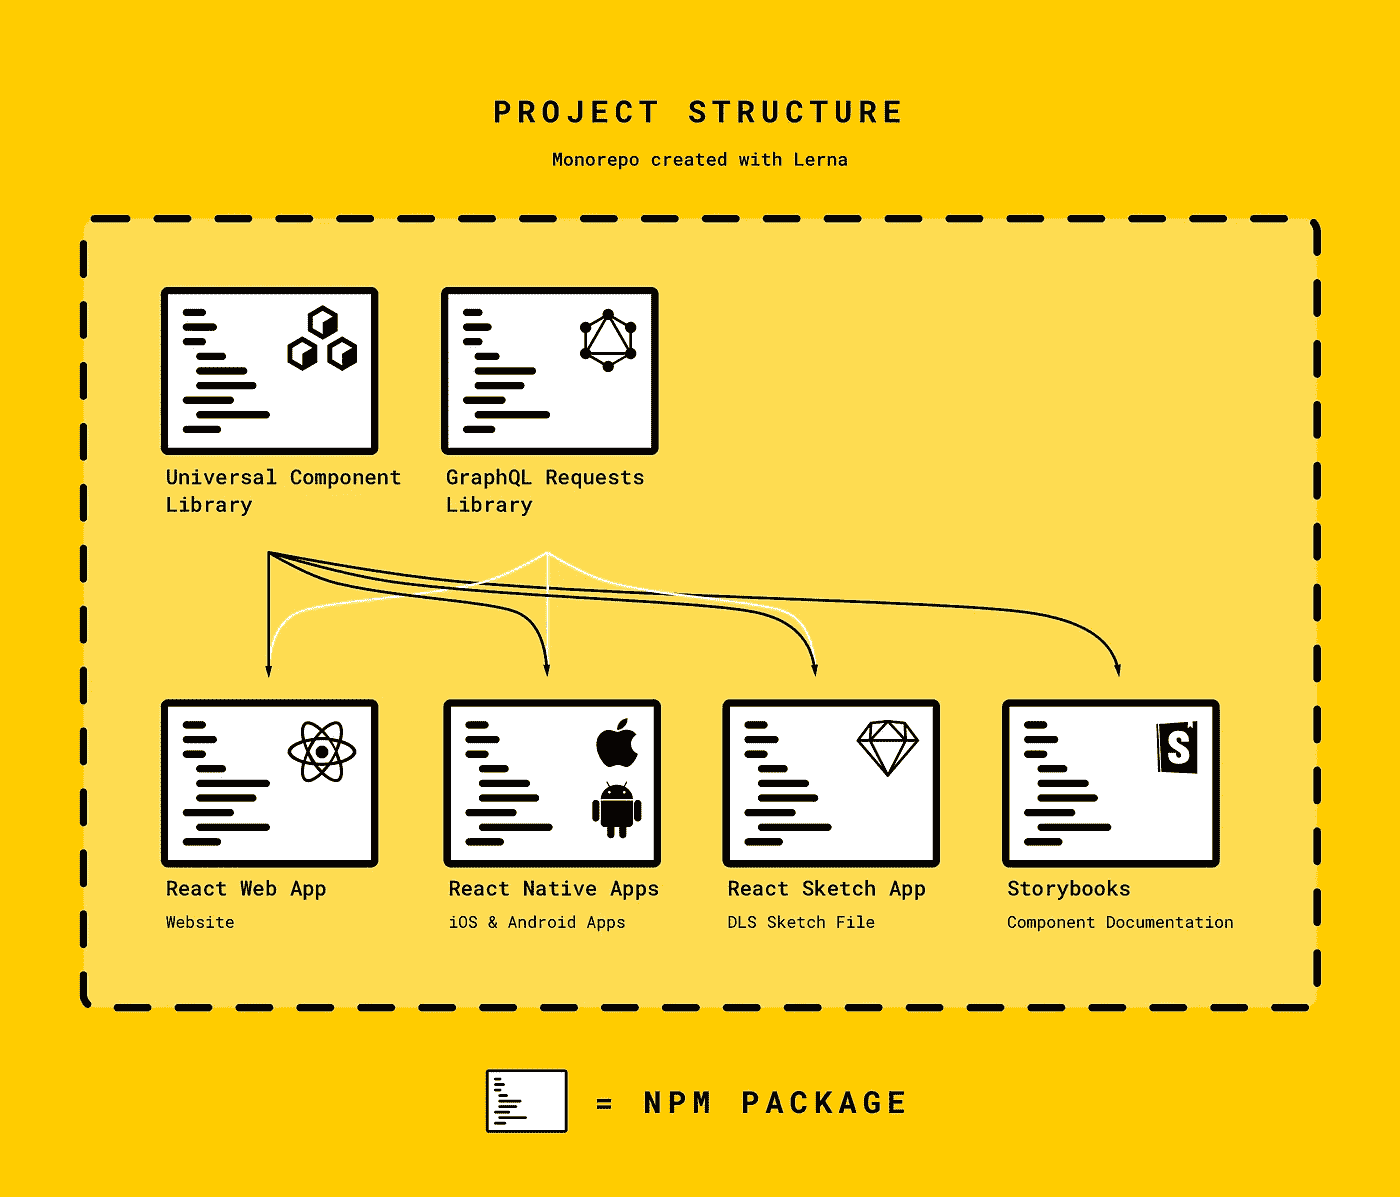 PROJECT STRUCTURE
Monorepo created with Lerna
Universal Component
Library
GraphQL Requests
Library
React Web App
Website
React Native Apps
iOS & Android Apps
React Sketch App
DLS Sketch File
S
Storybooks
Component Documentation
= NPM PACKAGE